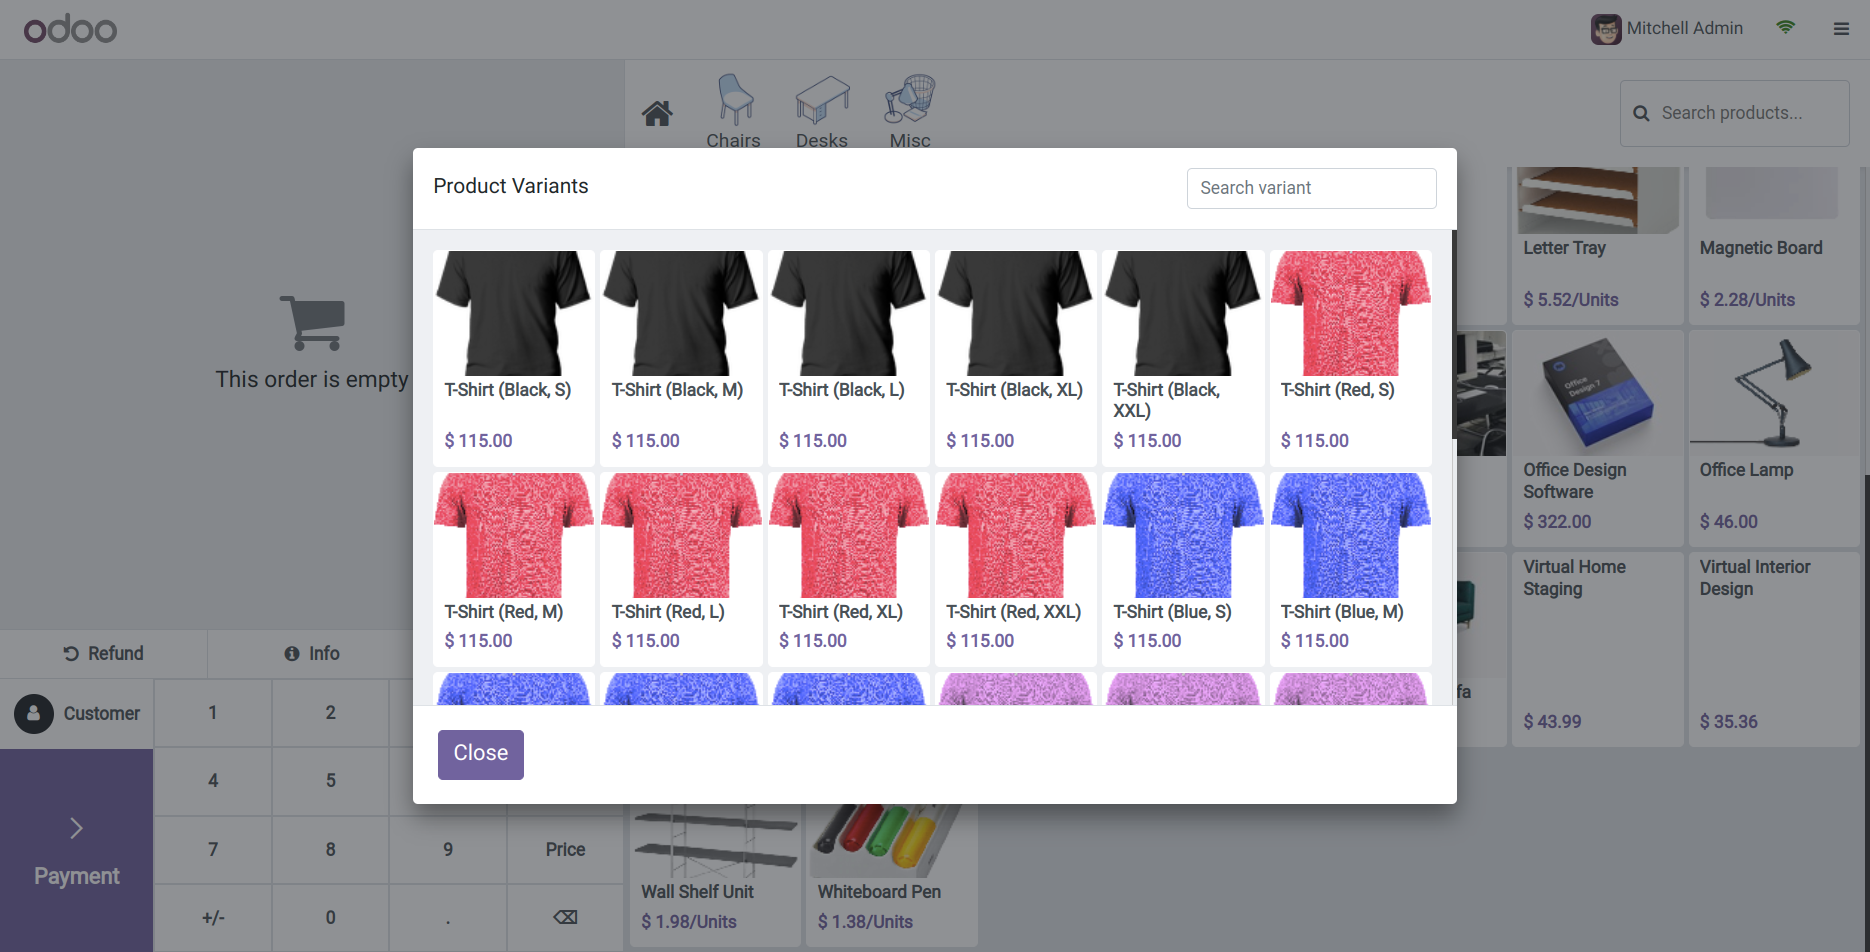 odoo
Mitchell Admin
Chairs
Desks
Misc
Search products...
Product Variants
Search variant
This order is empty
T-Shirt (Black, S)
$ 115.00
T-Shirt (Black, M)
$ 115.00
T-Shirt (Black, L)
$ 115.00
T-Shirt (Black, XL)
$ 115.00
T-Shirt (Black,
XXL)
$ 115.00
T-Shirt (Red, S)
$ 115.00
T-Shirt (Red, M)
$ 115.00
T-Shirt (Red, L)
$ 115.00
T-Shirt (Red, XL)
$ 115.00
T-Shirt (Red, XXL)
$ 115.00
T-Shirt (Blue, S)
$ 115.00
T-Shirt (Blue, M)
$ 115.00
Close
Letter Tray
$ 5.52/Units
Magnetic Board
$ 2.28/Units
Office
Design 7
Office Design
Software
$ 322.00
Office Lamp
$ 46.00
fa
Virtual Home
Staging
$ 43.99
Virtual Interior
Design
$ 35.36
Wall Shelf Unit
$ 1.98/Units
Whiteboard Pen
$ 1.38/Units
Refund
Info
Customer
Payment
1
2
4
5
7
8
9
Price
+/-
0
.